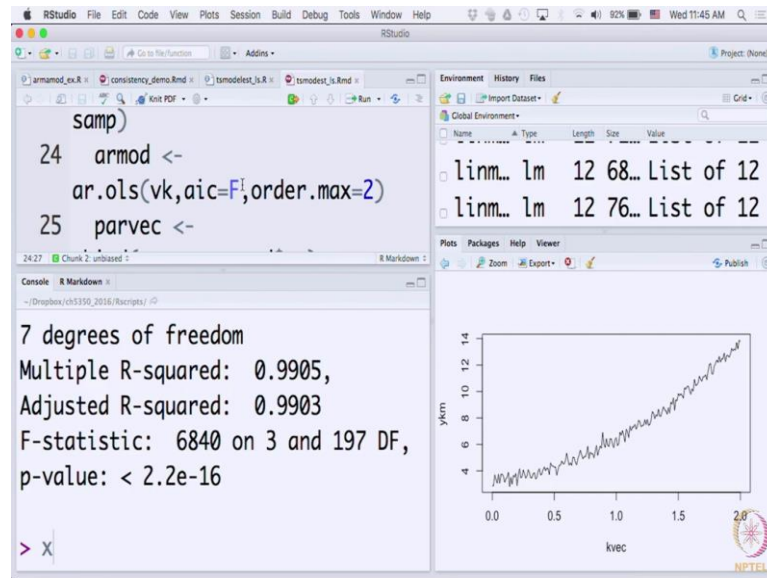 RStudio File Edit Code View Plots Session Build Debug Tools Window Help 92% Wed 11:45 AM
RStudio
Go to file/function Addins Project: (None)
armamod_ex.R consistency_demo.Rmd tsmodelest_ls.R tsmodest_ls.Rmd
Knit PDF Run
samp)
24 armod <-
ar.ols(vk,aic=F,order.max=2)
25 parvec <-
24:27 Chunk 2: unbiased R Markdown
Console R Markdown
~/Dropbox/ch5350_2016/Rscripts/
7 degrees of freedom
Multiple R-squared: 0.9905,
Adjusted R-squared: 0.9903
F-statistic: 6840 on 3 and 197 DF,
p-value: < 2.2e-16
> X
Environment History Files
Import Dataset Grid
Global Environment
Name Type Length Size Value
linm… lm 12 68… List of 12
linm… lm 12 76… List of 12
Plots Packages Help Viewer
Zoom Export Publish
ykm
14
12
10
8
6
4
0.0 0.5 1.0 1.5 2.0
kvec
NPTEL